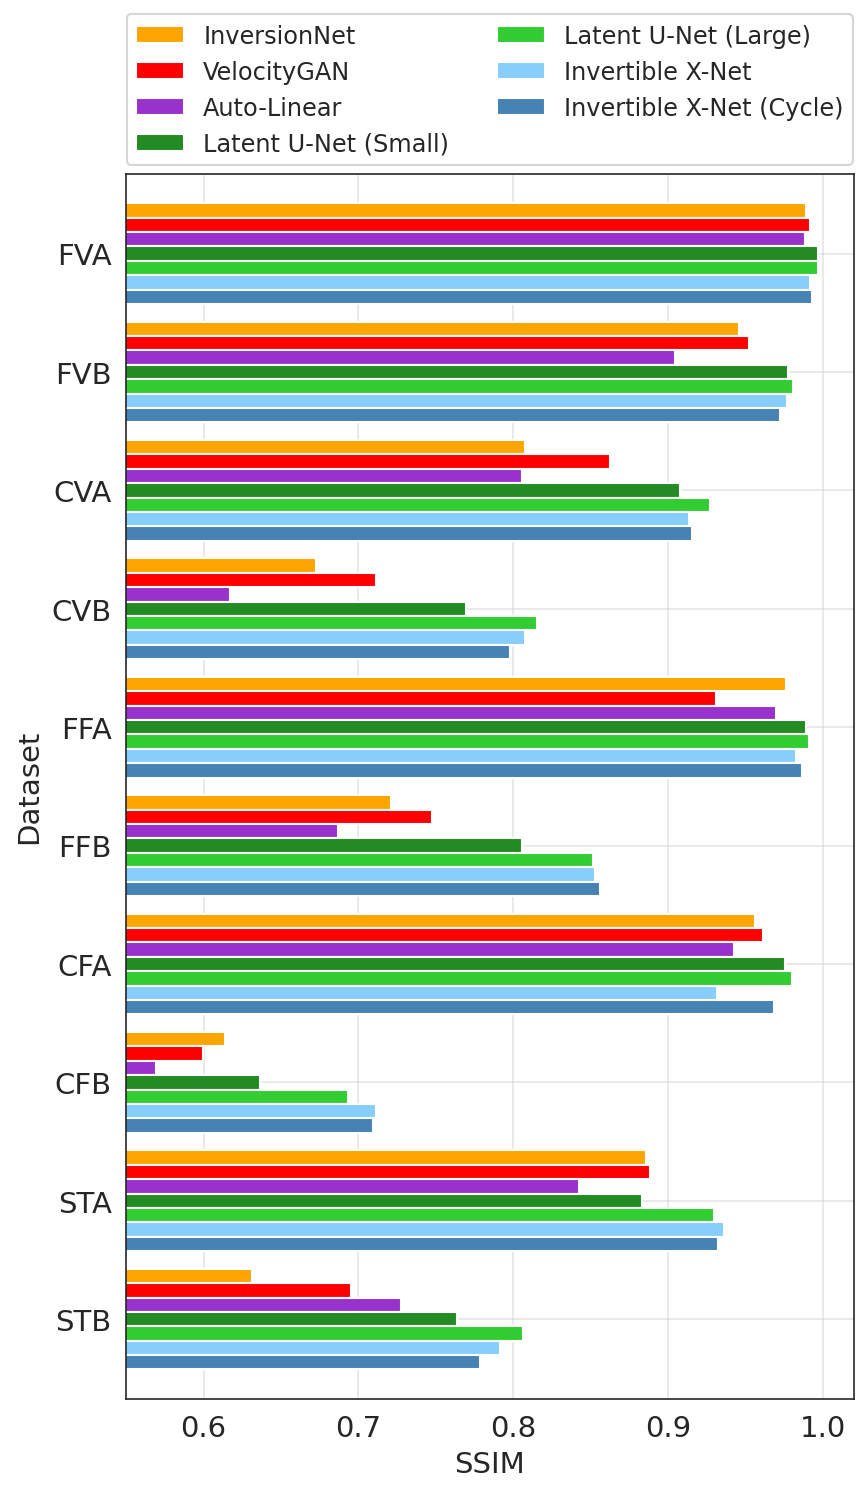 InversionNet
VelocityGAN
Auto-Linear
Latent U-Net (Small)
Latent U-Net (Large)
Invertible X-Net
Invertible X-Net (Cycle)
FVA
FVB
CVA
CVB
FFA
FFB
CFA
CFB
STA
STB
Dataset
0.6 0.7 0.8 0.9 1.0
SSIM